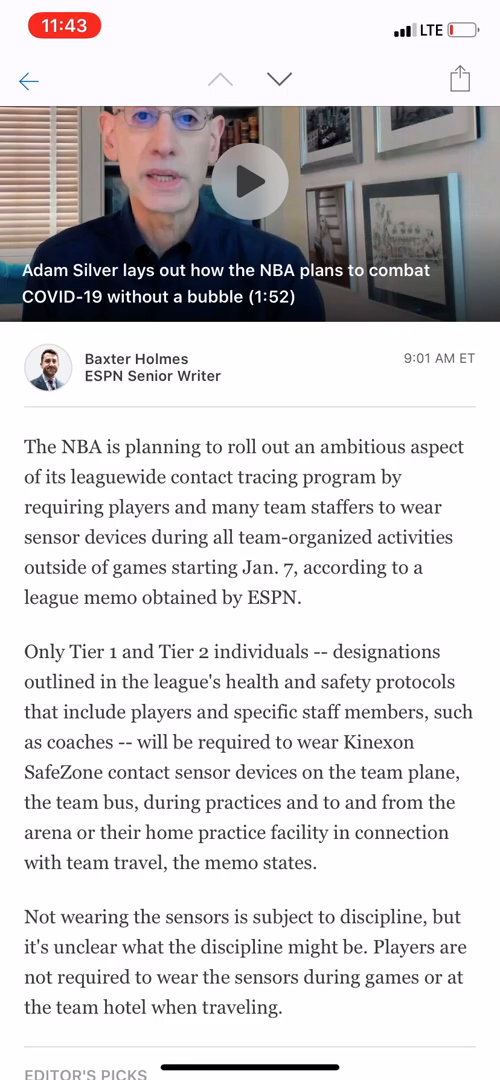 11:43
LTE
Adam Silver lays out how the NBA plans to combat
COVID-19 without a bubble (1:52)
Baxter Holmes
9:01 AM ET
ESPN Senior Writer
The NBA is planning to roll out an ambitious aspect
of its leaguewide contact tracing program by
requiring players and many team staffers to wear
sensor devices during all team-organized activities
outside of games starting Jan. 7, according to a
league memo obtained by ESPN.
Only Tier 1 and Tier 2 individuals -- designations
outlined in the league's health and safety protocols
that include players and specific staff members, such
as coaches -- will be required to wear Kinexon
SafeZone contact sensor devices on the team plane,
the team bus, during practices and to and from the
arena or their home practice facility in connection
with team travel, the memo states.
Not wearing the sensors is subject to discipline, but
it's unclear what the discipline might be. Players are
not required to wear the sensors during games or at
the team hotel when traveling.
EDITOR'S PICKS